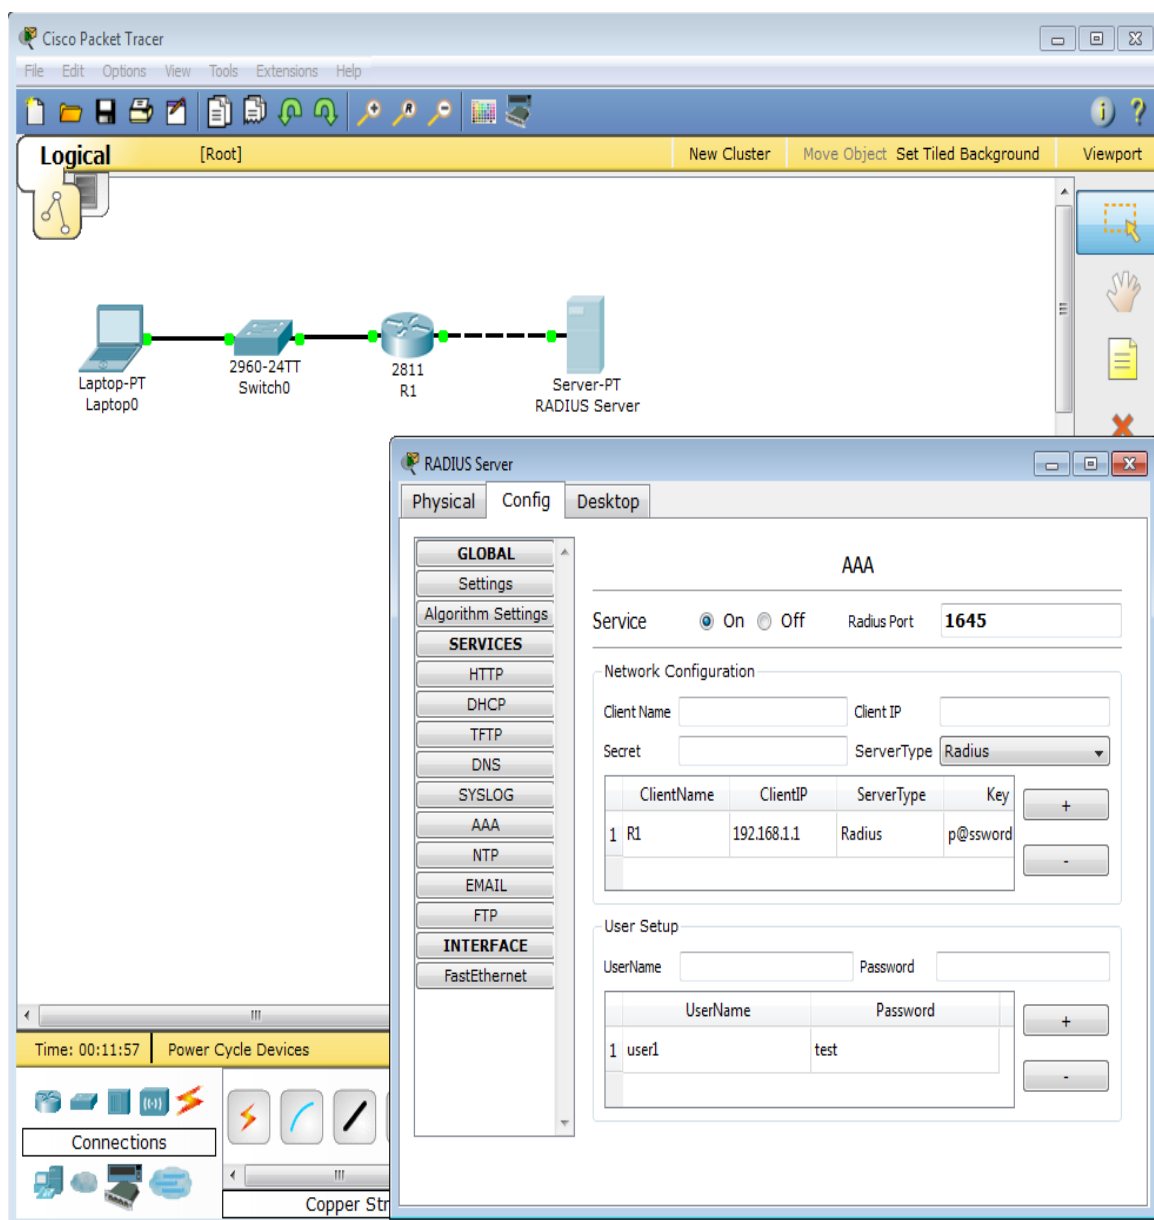 Cisco Packet Tracer
File Edit Options View Tools Extensions Help
Logical [Root] New Cluster Move Object Set Tiled Background Viewport
Laptop-PT
Laptop0
2960-24TT
Switch0
2811
R1
Server-PT
RADIUS Server
RADIUS Server
Physical Config Desktop
GLOBAL
Settings
Algorithm Settings
SERVICES
HTTP
DHCP
TFTP
DNS
SYSLOG
AAA
NTP
EMAIL
FTP
INTERFACE
FastEthernet
AAA
Service On Off Radius Port 1645
Network Configuration
Client Name Client IP
Secret ServerType Radius
ClientName ClientIP ServerType Key
1 R1 192.168.1.1 Radius p@ssword
+
-
User Setup
UserName Password
UserName Password
1 user1 test
+
-
Time: 00:11:57 Power Cycle Devices
Connections
Copper Str